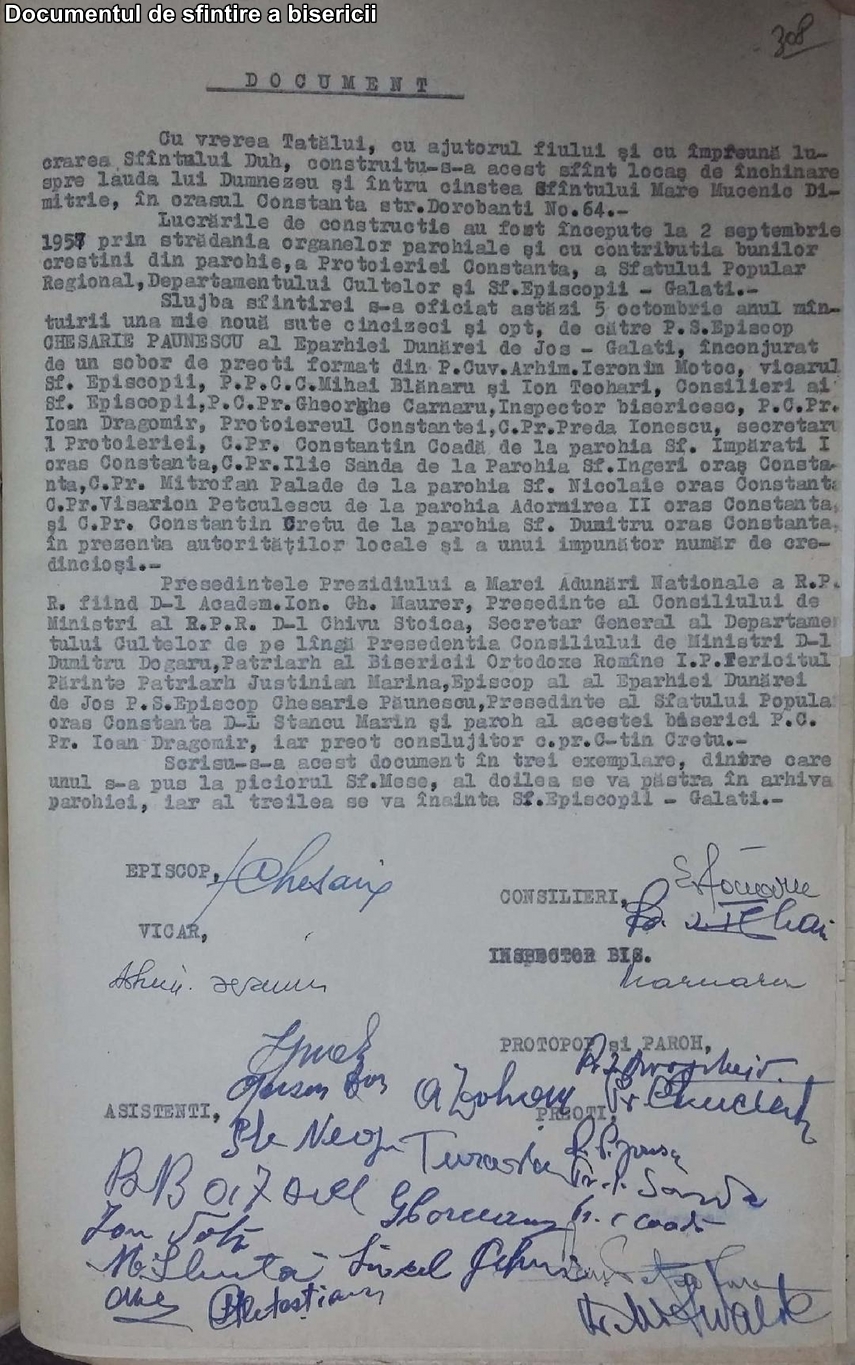 Documentul de sfintire a bisericii
308
DOCUMENT
Cu vrerea Tatălui, cu ajutorul fiului şi cu împreună lu-
crarea Sfîntului Duh, construitu-s-a acest sfînt locaş de închinare
spre lauda lui Dumnezeu şi întru cinstea Sfîntului Mare Mucenic Di-
mitrie, în orasul Constanta str.Dorobanti No.64.-
Lucrările de constructie au fost începute la 2 septembrie
1957 prin strădania organelor parohiale şi cu contributia bunilor
crestini din parohie,a Protoieriei Constanta, a Sfatului Popular
Regional,Departamentului Cultelor şi Sf.Episcopii - Galati.-
Slujba sfintirei s-a oficiat astăzi 5 octombrie anul mîn-
tuirii una mie nouă sute cincizeci şi opt, de către P.S.Episcop
CHESARIE PAUNESCU al Eparhiei Dunărei de Jos - Galati, înconjurat
de un sobor de preoti format din P.Cuv.Arhim.Ieronim Motoc, vicarul
Sf. Episcopii, P.P.C.C.Mihai Blănaru şi Ion Teohari, Consilieri ai
Sf. Episcopii,P.C.Pr.Gheorghe Carnaru,Inspector bisericesc, P.C.Pr.
Ioan Dragomir, Protoiereul Constantei,C.Pr.Preda Ionescu, secretaru
l Protoieriei, C.Pr. Constantin Coadă de la parohia Sf. Impărati I
oras Constanta,C.Pr.Ilie Sanda de la Parohia Sf.Ingeri oraş Consta-
nta,C.Pr. Mitrofan Palade de la parohia Sf. Nicolaie oras Constanta
C.Pr.Visarion Petculescu de la parohia Adormirea II oras Constanta,
şi C.Pr. Constantin Cretu de la parohia Sf. Dumitru oras Constanta,
în prezenta autorităţilor locale şi a unui impunător număr de cre-
dincioşi.-
Presedintele Prezidiului a Marei Adunări Nationale a R.P.
R. fiind D-l Academ.Ion. Gh. Maurer, Presedinte al Consiliului de
Ministri al R.P.R. D-l Chivu Stoica, Secretar General al Departame
tului Cultelor de pe lîngă Presedentia Consiliului de Ministri D-l
Dumitru Dogaru,Patriarh al Bisericii Ortodoxe Romîne I.P.Fericitul
Părinte Patriarh Justinian Marina,Episcop al al Eparhiei Dunărei
de Jos P.S.Episcop Chesarie Păunescu,Presedinte al Sfatului Popula
oras Constanta D-L Stancu Marin şi paroh al acestei biserici P.C.
Pr. Ioan Dragomir, iar preot conslujitor c.pr.C-tin Cretu.-
Scrisu-s-a acest document în trei exemplare, dintre care
unul s-a pus la piciorul Sf.Mese, al doilea se va păstra în arhiva
parohiei, iar al treilea se va înainta Sf.Episcopii - Galati.-
EPISCOP,
CONSILIERI,
VICAR,
INSPECTOR BIS.
PROTOPOP şi PAROH,
ASISTENTI,
PREOTI,